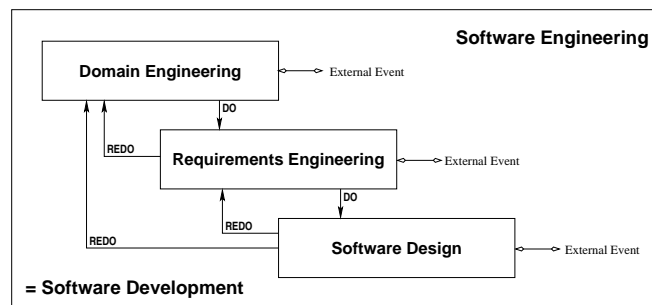 Software Engineering
Domain Engineering
External Event
DO
REDO
Requirements Engineering
External Event
DO
REDO
REDO
Software Design
External Event
= Software Development